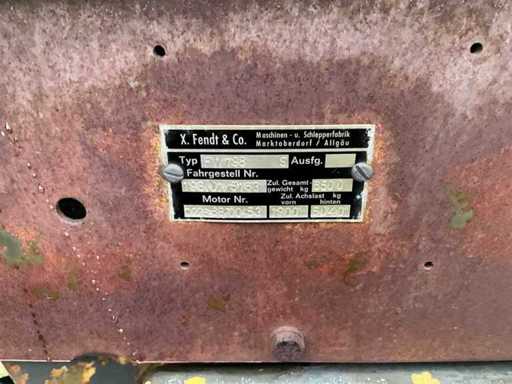 X. Fendt & Co. Maschinen - u. Schlepperfabrik
Marktoberdorf / Allgäu
Typ S Ausfg.
Fahrgestell Nr.
Zul. Gesamt-
gewicht kg
Motor Nr. Zul. Achslast kg
vorn hinten